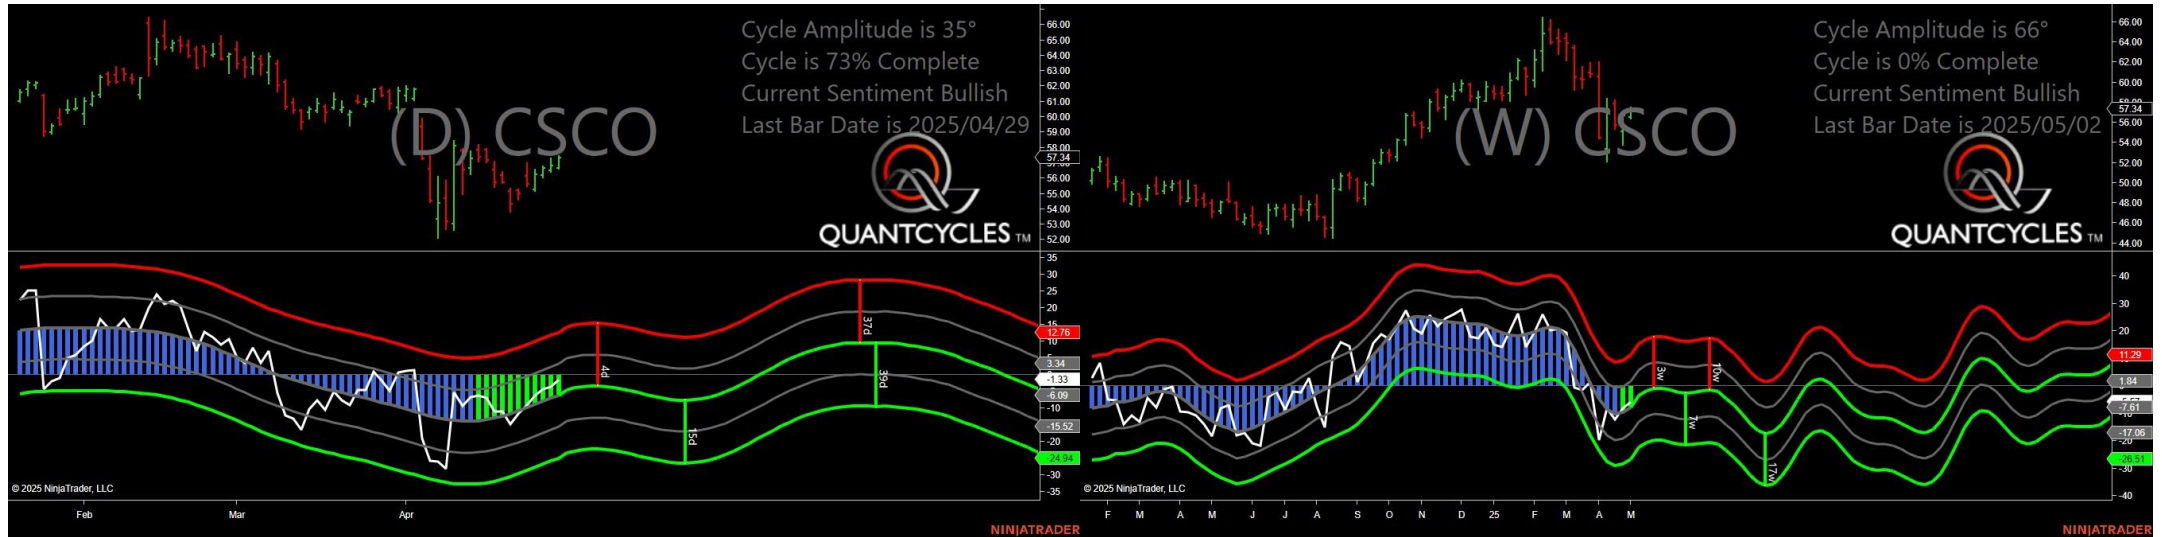 Cycle Amplitude is 35°
Cycle is 73% Complete
Current Sentiment Bullish
Last Bar Date is 2025/04/29
(D) CSCO
QUANTCYCLES TM
66.00
65.00
64.00
63.00
62.00
61.00
60.00
59.00
58.00
57.34
56.00
55.00
54.00
53.00
52.00
35
30
25
20
15
12.76
10
3.34
-1.33
-6.09
-10
-15.52
-20
-24.94
-30
-35
4d
15d
37d
39d
© 2025 NinjaTrader, LLC
Feb Mar Apr
NINJATRADER
Cycle Amplitude is 66°
Cycle is 0% Complete
Current Sentiment Bullish
Last Bar Date is 2025/05/02
(W) CSCO
QUANTCYCLES TM
66.00
64.00
62.00
60.00
58.00
57.34
56.00
54.00
52.00
50.00
48.00
46.00
44.00
40
30
20
11.29
1.84
-7.61
-10
-17.06
-20
-26.51
-30
-40
3w
7w
10w
17w
© 2025 NinjaTrader, LLC
F M A M J J A S O N D 25 F M A M
NINJATRADER